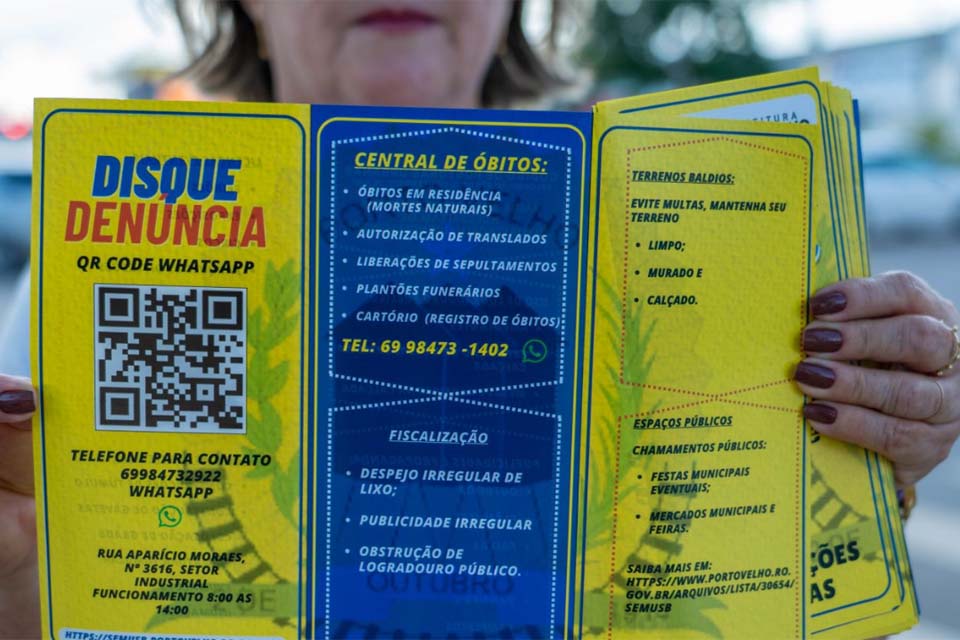 DISQUE
DENÚNCIA
QR CODE WHATSAPP
TELEFONE PARA CONTATO
69984732922
WHATSAPP
RUA APARÍCIO MORAES,
Nº 3616, SETOR
INDUSTRIAL
FUNCIONAMENTO 8:00 AS
14:00
CENTRAL DE ÓBITOS:
• ÓBITOS EM RESIDÊNCIA
(MORTES NATURAIS)
• AUTORIZAÇÃO DE TRANSLADOS
• LIBERAÇÕES DE SEPULTAMENTOS
• PLANTÕES FUNERÁRIOS
• CARTÓRIO (REGISTRO DE ÓBITOS)
TEL: 69 98473 -1402
FISCALIZAÇÃO
• DESPEJO IRREGULAR DE
LIXO;
• PUBLICIDADE IRREGULAR
• OBSTRUÇÃO DE
LOGRADOURO PÚBLICO.
OUTUBRO
TERRENOS BALDIOS:
EVITE MULTAS, MANTENHA SEU
TERRENO
• LIMPO;
• MURADO E
• CALÇADO.
ESPAÇOS PÚBLICOS
CHAMAMENTOS PÚBLICOS:
• FESTAS MUNICIPAIS
EVENTUAIS;
• MERCADOS MUNICIPAIS E
FEIRAS.
SAIBA MAIS EM:
HTTPS://WWW.PORTOVELHO.RO.
GOV.BR/ARQUIVOS/LISTA/30654/
SEMUSB
ÇÕES
AS